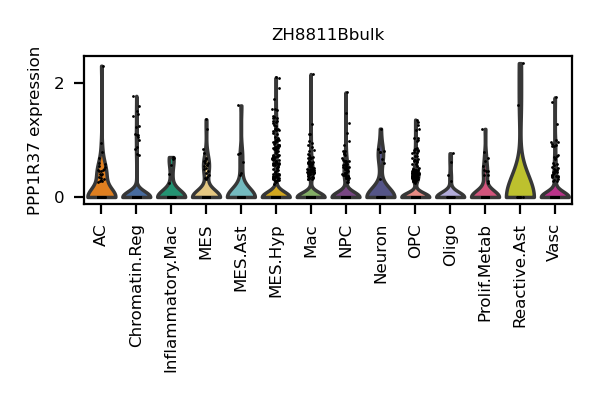 ZH8811Bbulk
PPP1R37 expression
2
0
AC
Chromatin.Reg
Inflammatory.Mac
MES
MES.Ast
MES.Hyp
Mac
NPC
Neuron
OPC
Oligo
Prolif.Metab
Reactive.Ast
Vasc